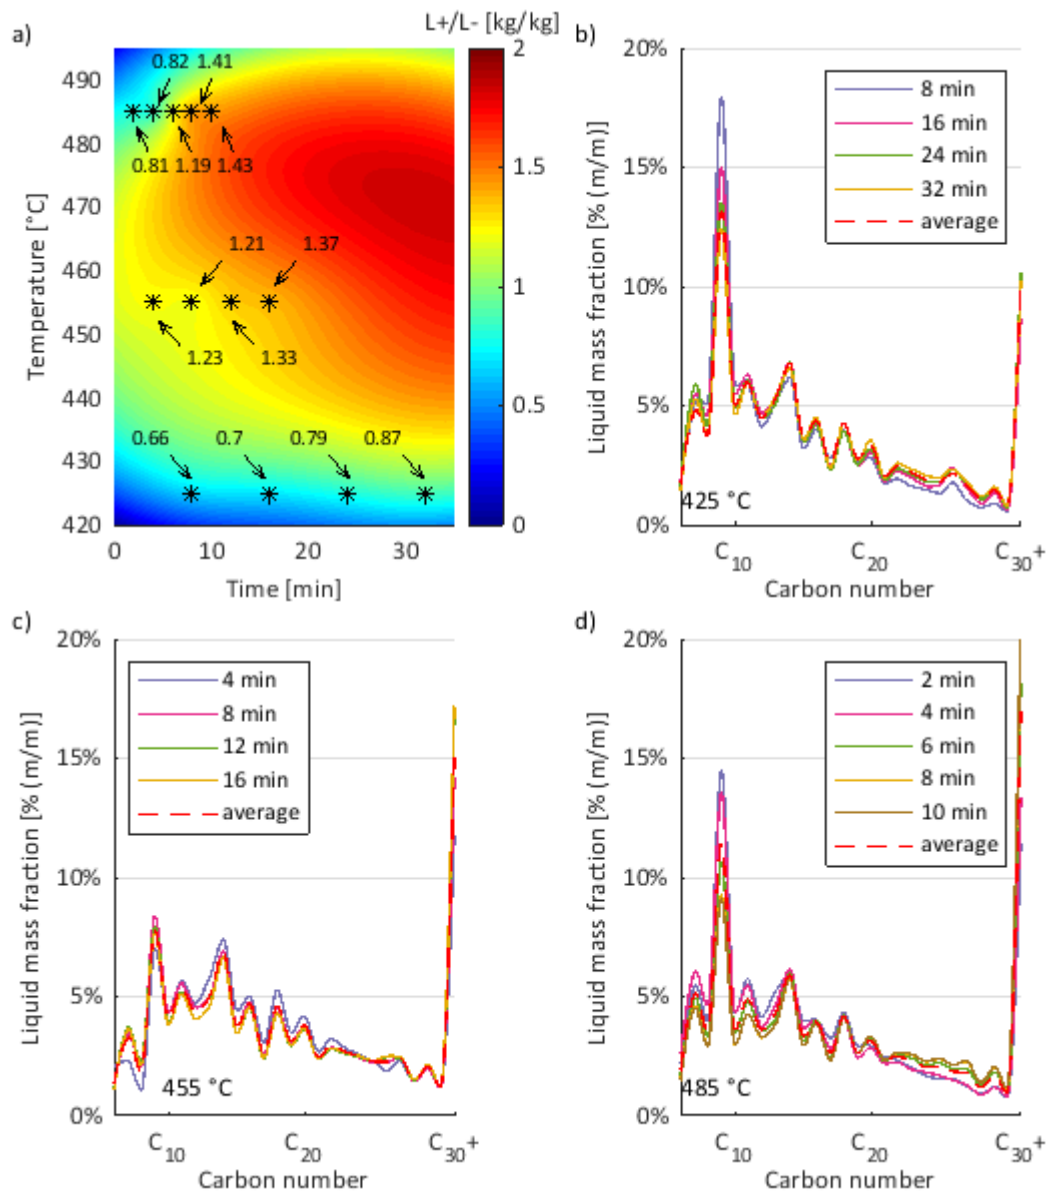 a)
L+/L- [kg/kg]
0.82 1.41
0.81 1.19 1.43
1.21 1.37
1.23 1.33
0.66 0.7 0.79 0.87
490
480
470
460
450
440
430
420
Temperature [°C]
0 10 20 30
Time [min]
2
1.5
1
0.5
0
b)
20%
15%
10%
5%
0%
Liquid mass fraction [% (m/m)]
8 min
16 min
24 min
32 min
average
425 °C
C10 C20 C30+
Carbon number
c)
20%
15%
10%
5%
0%
Liquid mass fraction [% (m/m)]
4 min
8 min
12 min
16 min
average
455 °C
C10 C20 C30+
Carbon number
d)
20%
15%
10%
5%
0%
Liquid mass fraction [% (m/m)]
2 min
4 min
6 min
8 min
10 min
average
485 °C
C10 C20 C30+
Carbon number